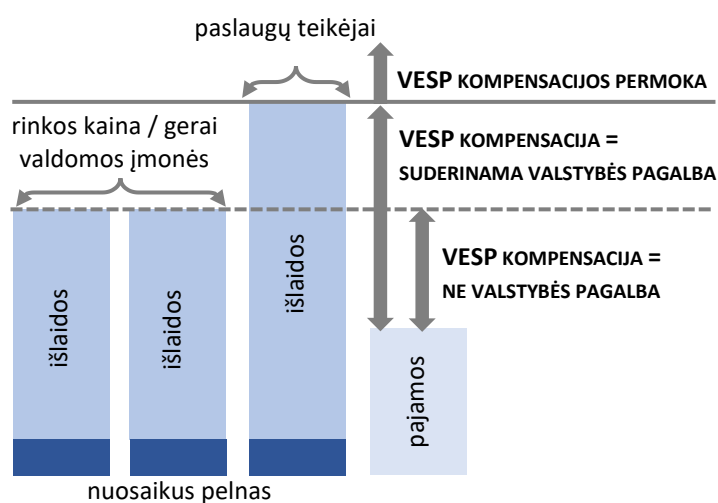 paslaugų teikėjai
VESP KOMPENSACIJOS PERMOKA
rinkos kaina / gerai
valdomos įmonės
VESP KOMPENSACIJA =
SUDERINAMA VALSTYBĖS PAGALBA
VESP KOMPENSACIJA =
NE VALSTYBĖS PAGALBA
išlaidos
išlaidos
išlaidos
pajamos
nuosaikus pelnas